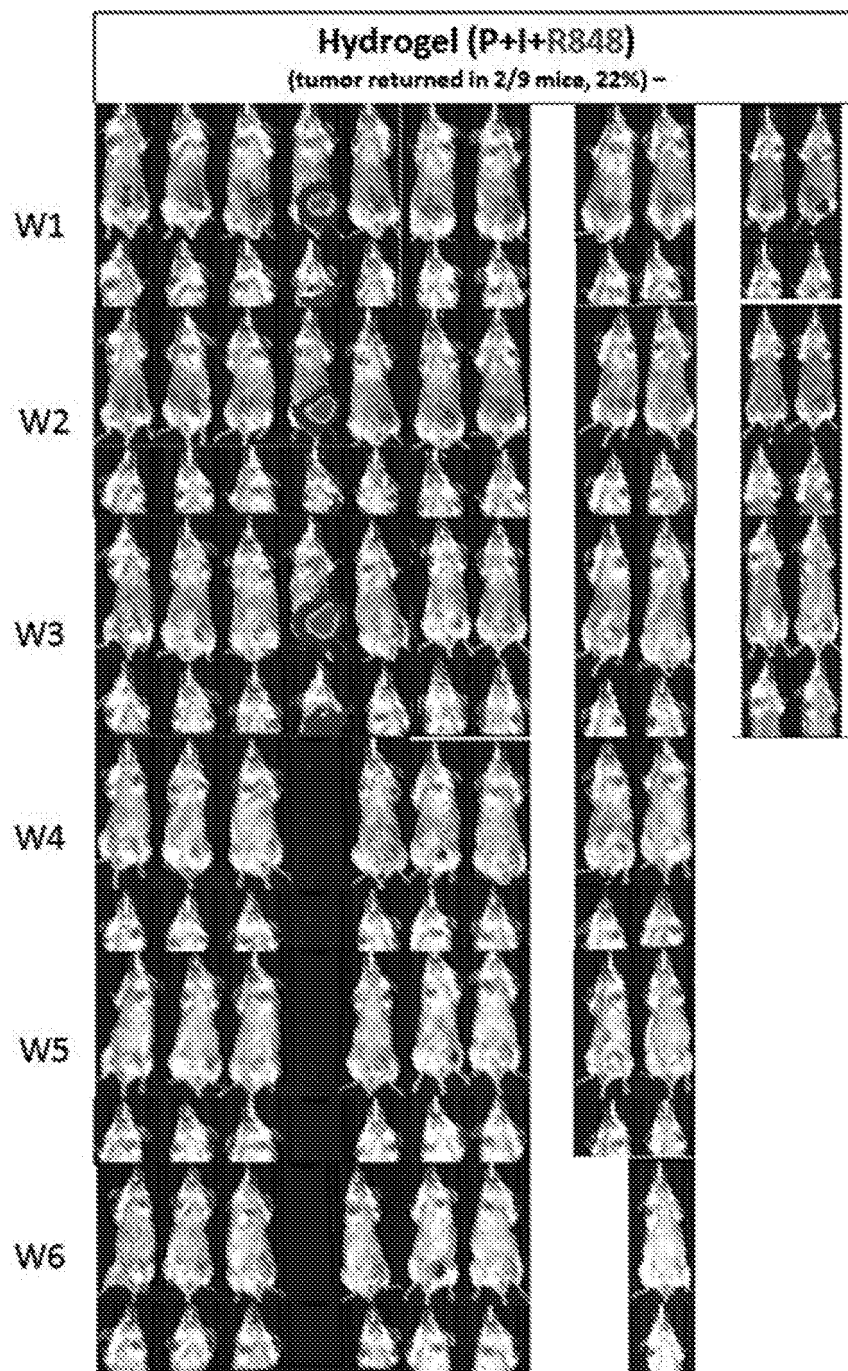 Hydrogel (P+I+R848)
(tumor returned in 2/9 mice, 22%) –
W1
W2
W3
W4
W5
W6